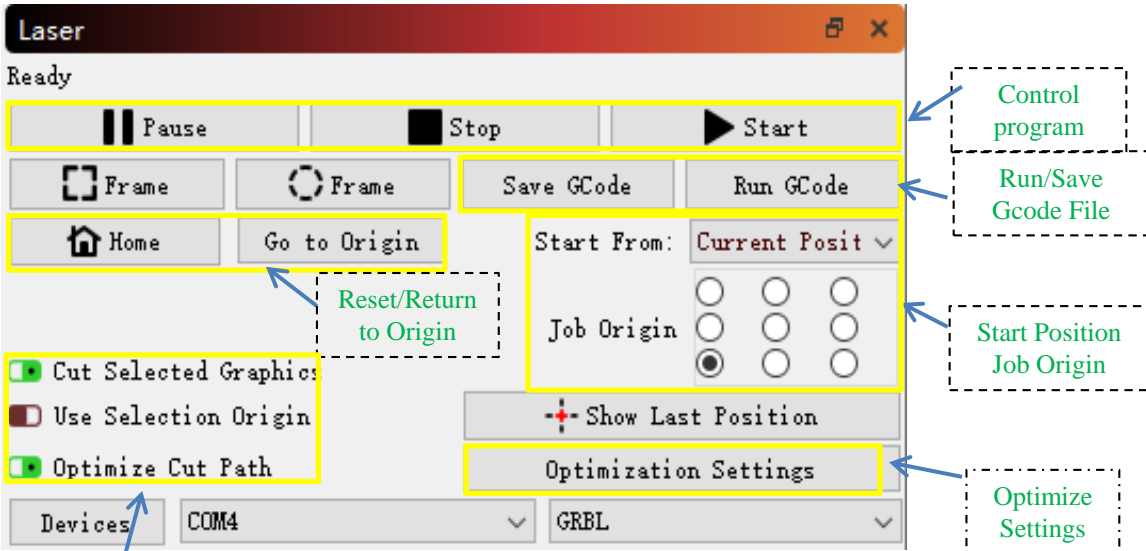 Laser
Ready
Pause
Stop
Start
Control
program
Frame
Frame
Save GCode
Run GCode
Run/Save
Gcode File
Home
Go to Origin
Start From:
Current Posit
Reset/Return
to Origin
Job Origin
Start Position
Job Origin
Cut Selected Graphics
Use Selection Origin
Show Last Position
Optimize Cut Path
Optimization Settings
Optimize
Settings
Devices
COM4
GRBL